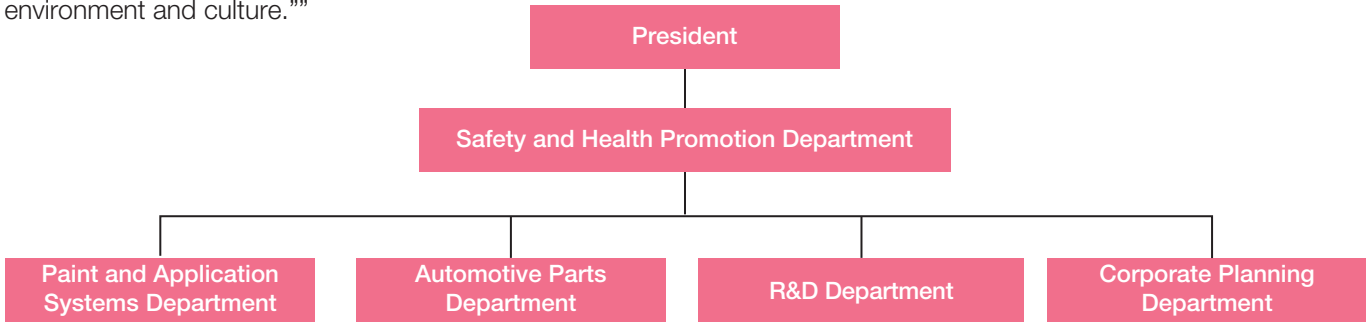 environment and culture.””
President
Safety and Health Promotion Department
Paint and Application
Systems Department
Automotive Parts
Department
R&D Department
Corporate Planning
Department